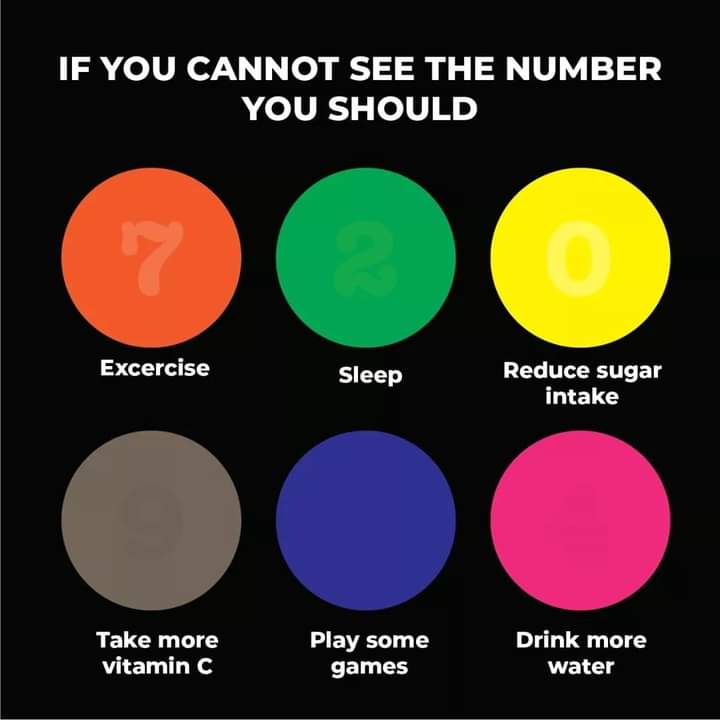 IF YOU CANNOT SEE THE NUMBER
YOU SHOULD
7
2
0
Excercise
Sleep
Reduce sugar
intake
9
4
Take more
vitamin C
Play some
games
Drink more
water